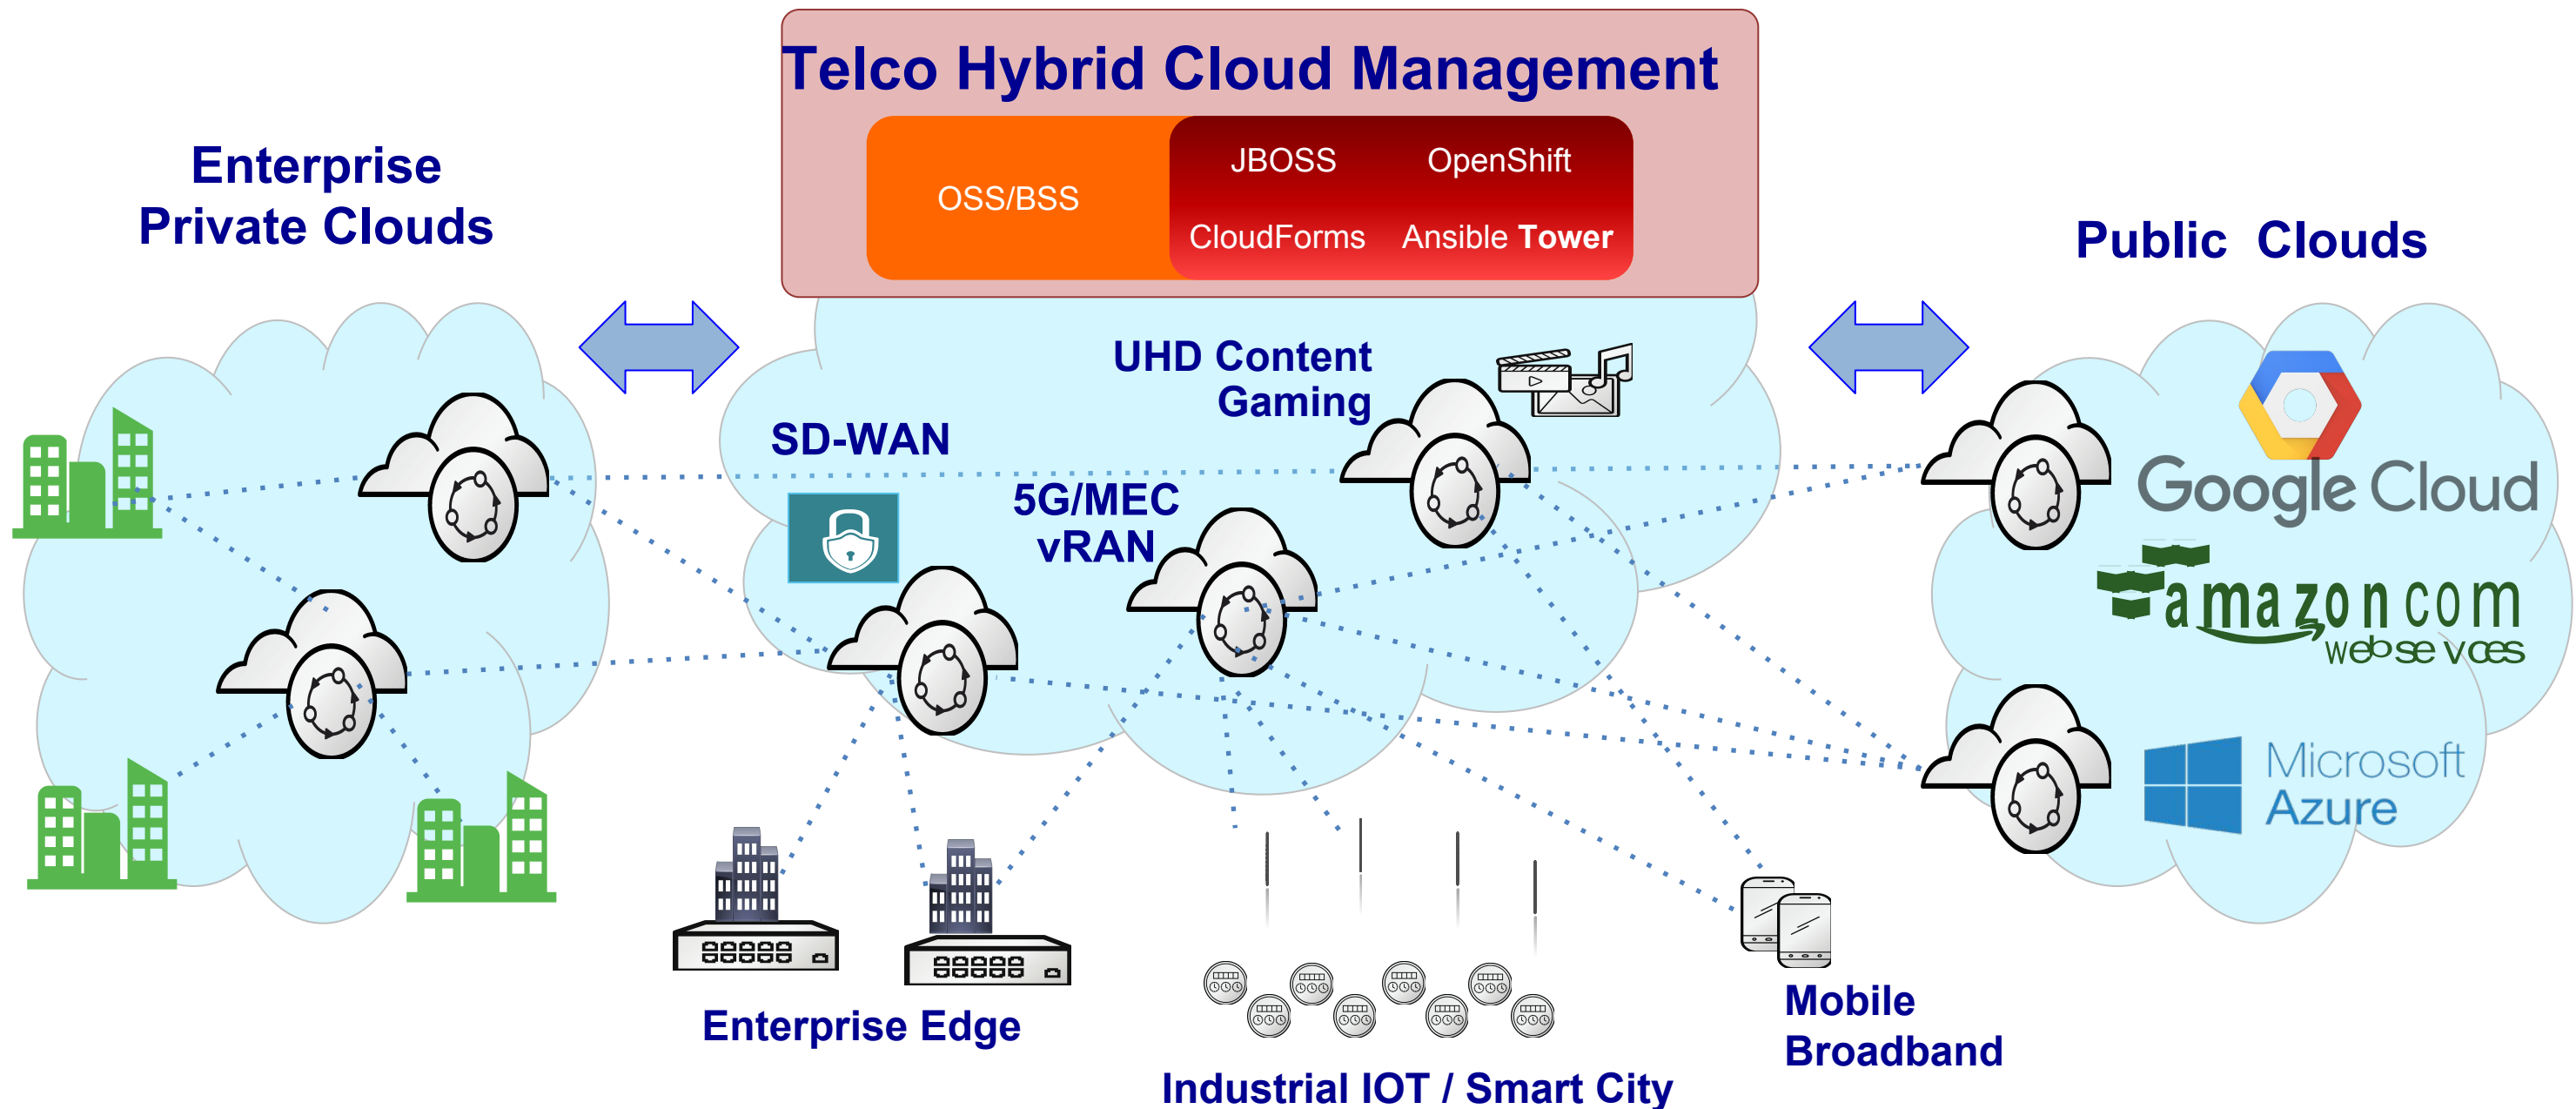 Telco Hybrid Cloud Management
OSS/BSS
JBOSS
OpenShift
CloudForms
Ansible Tower
Enterprise
Private Clouds
Public Clouds
UHD Content
Gaming
SD-WAN
5G/MEC
vRAN
Google Cloud
amazon.com
web se vces
Microsoft
Azure
Enterprise Edge
Industrial IOT / Smart City
Mobile
Broadband